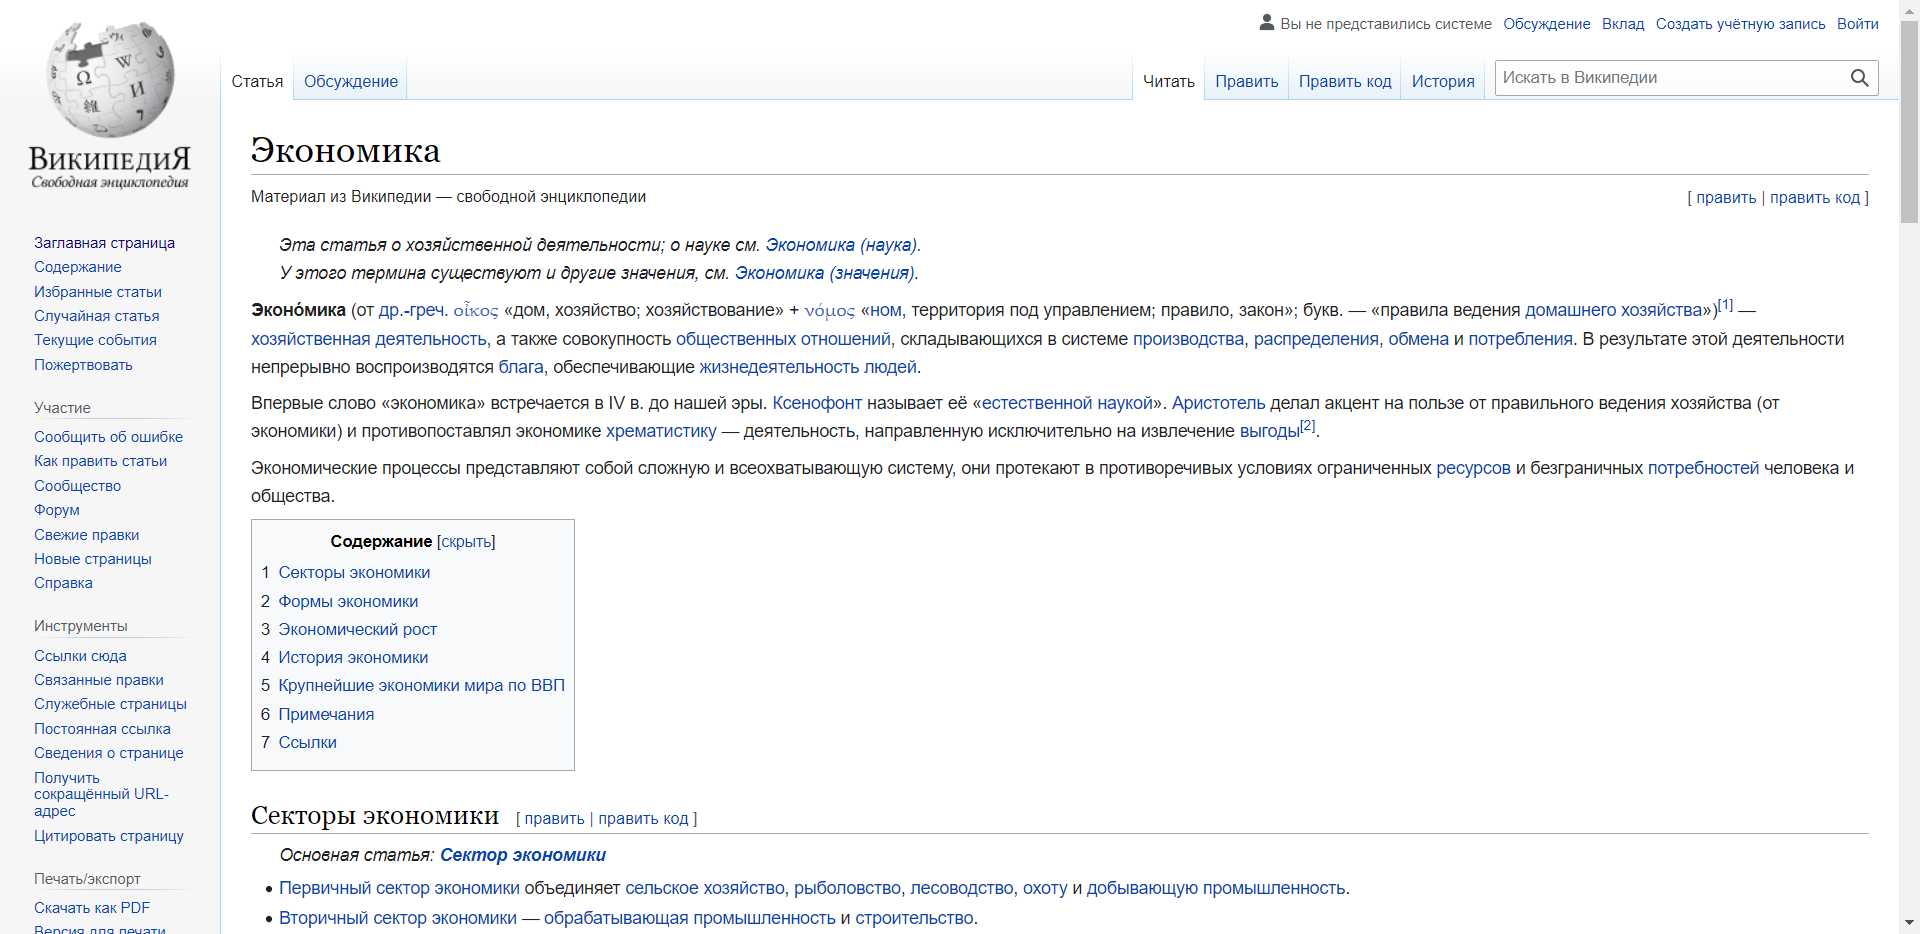 Вы не представились системе Обсуждение Вклад Создать учётную запись Войти
Статья Обсуждение Читать Править Править код История Искать в Википедии
ВикипедиЯ
Свободная энциклопедия
Заглавная страница
Содержание
Избранные статьи
Случайная статья
Текущие события
Пожертвовать
Участие
Сообщить об ошибке
Как править статьи
Сообщество
Форум
Свежие правки
Новые страницы
Справка
Инструменты
Ссылки сюда
Связанные правки
Служебные страницы
Постоянная ссылка
Сведения о странице
Получить
сокращённый URL-
адрес
Цитировать страницу
Печать/экспорт
Скачать как PDF
Версия для печати
Экономика
Материал из Википедии — свободной энциклопедии [ править | править код ]
Эта статья о хозяйственной деятельности; о науке см. Экономика (наука).
У этого термина существуют и другие значения, см. Экономика (значения).
Эконо́мика (от др.-греч. οἶκος «дом, хозяйство; хозяйствование» + νόμος «ном, территория под управлением; правило, закон»; букв. — «правила ведения домашнего хозяйства»)[1] —
хозяйственная деятельность, а также совокупность общественных отношений, складывающихся в системе производства, распределения, обмена и потребления. В результате этой деятельности
непрерывно воспроизводятся блага, обеспечивающие жизнедеятельность людей.
Впервые слово «экономика» встречается в IV в. до нашей эры. Ксенофонт называет её «естественной наукой». Аристотель делал акцент на пользе от правильного ведения хозяйства (от
экономики) и противопоставлял экономике хрематистику — деятельность, направленную исключительно на извлечение выгоды[2].
Экономические процессы представляют собой сложную и всеохватывающую систему, они протекают в противоречивых условиях ограниченных ресурсов и безграничных потребностей человека и
общества.
Содержание [скрыть]
1 Секторы экономики
2 Формы экономики
3 Экономический рост
4 История экономики
5 Крупнейшие экономики мира по ВВП
6 Примечания
7 Ссылки
Секторы экономики [ править | править код ]
Основная статья: Сектор экономики
• Первичный сектор экономики объединяет сельское хозяйство, рыболовство, лесоводство, охоту и добывающую промышленность.
• Вторичный сектор экономики — обрабатывающая промышленность и строительство.